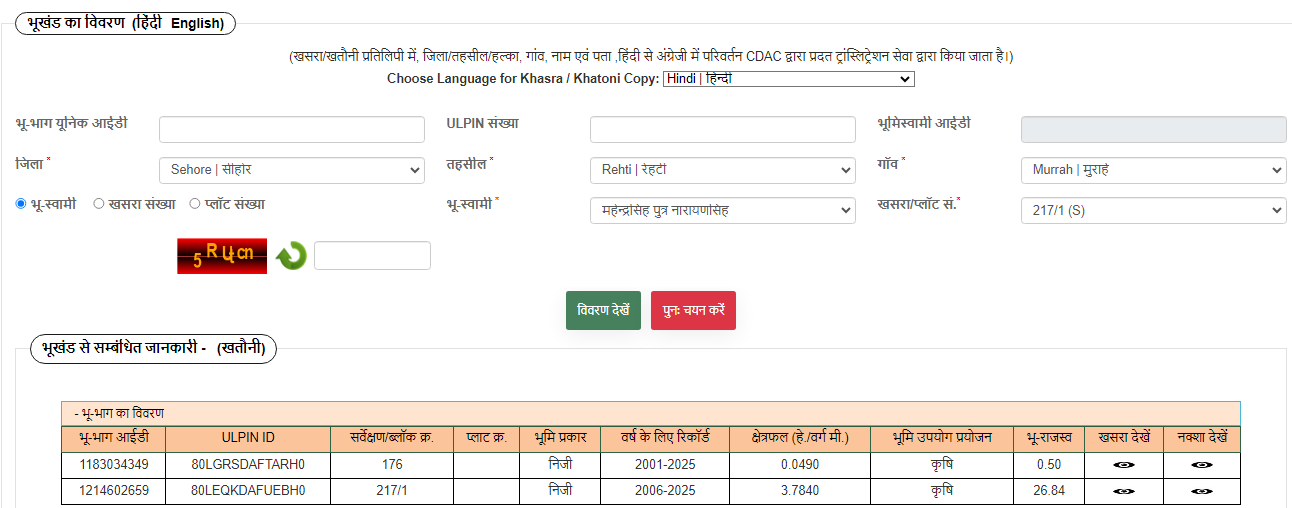 भूखंड का विवरण (हिंदी English)
(खसरा/खतौनी प्रतिलिपी में, जिला/तहसील/हल्का, गांव, नाम एवं पता ,हिंदी से अंग्रेजी में परिवर्तन CDAC द्वारा प्रदत ट्रांस्लिट्रेशन सेवा द्वारा किया जाता है।)
Choose Language for Khasra / Khatoni Copy: Hindi | हिन्दी
भू-भाग यूनिक आईडी ULPIN संख्या भूमिस्वामी आईडी
जिला * Sehore | सीहोर तहसील * Rehti | रेहटी गाँव * Murrah | मुराह
भू-स्वामी खसरा संख्या प्लॉट संख्या भू-स्वामी * महेन्द्रसिह पुत्र नारायणसिह खसरा/प्लॉट सं.* 217/1 (S)
विवरण देखें पुनः चयन करें
भूखंड से सम्बंधित जानकारी - (खतौनी)
- भू-भाग का विवरण
भू-भाग आईडी ULPIN ID सर्वेक्षण/ब्लॉक क्र. प्लाट क्र. भूमि प्रकार वर्ष के लिए रिकॉर्ड क्षेत्रफल (हे./वर्ग मी.) भूमि उपयोग प्रयोजन भू-राजस्व खसरा देखें नक्शा देखें
1183034349 80LGRSDAFTARH0 176 निजी 2001-2025 0.0490 कृषि 0.50
1214602659 80LEQKDAFUEBH0 217/1 निजी 2006-2025 3.7840 कृषि 26.84